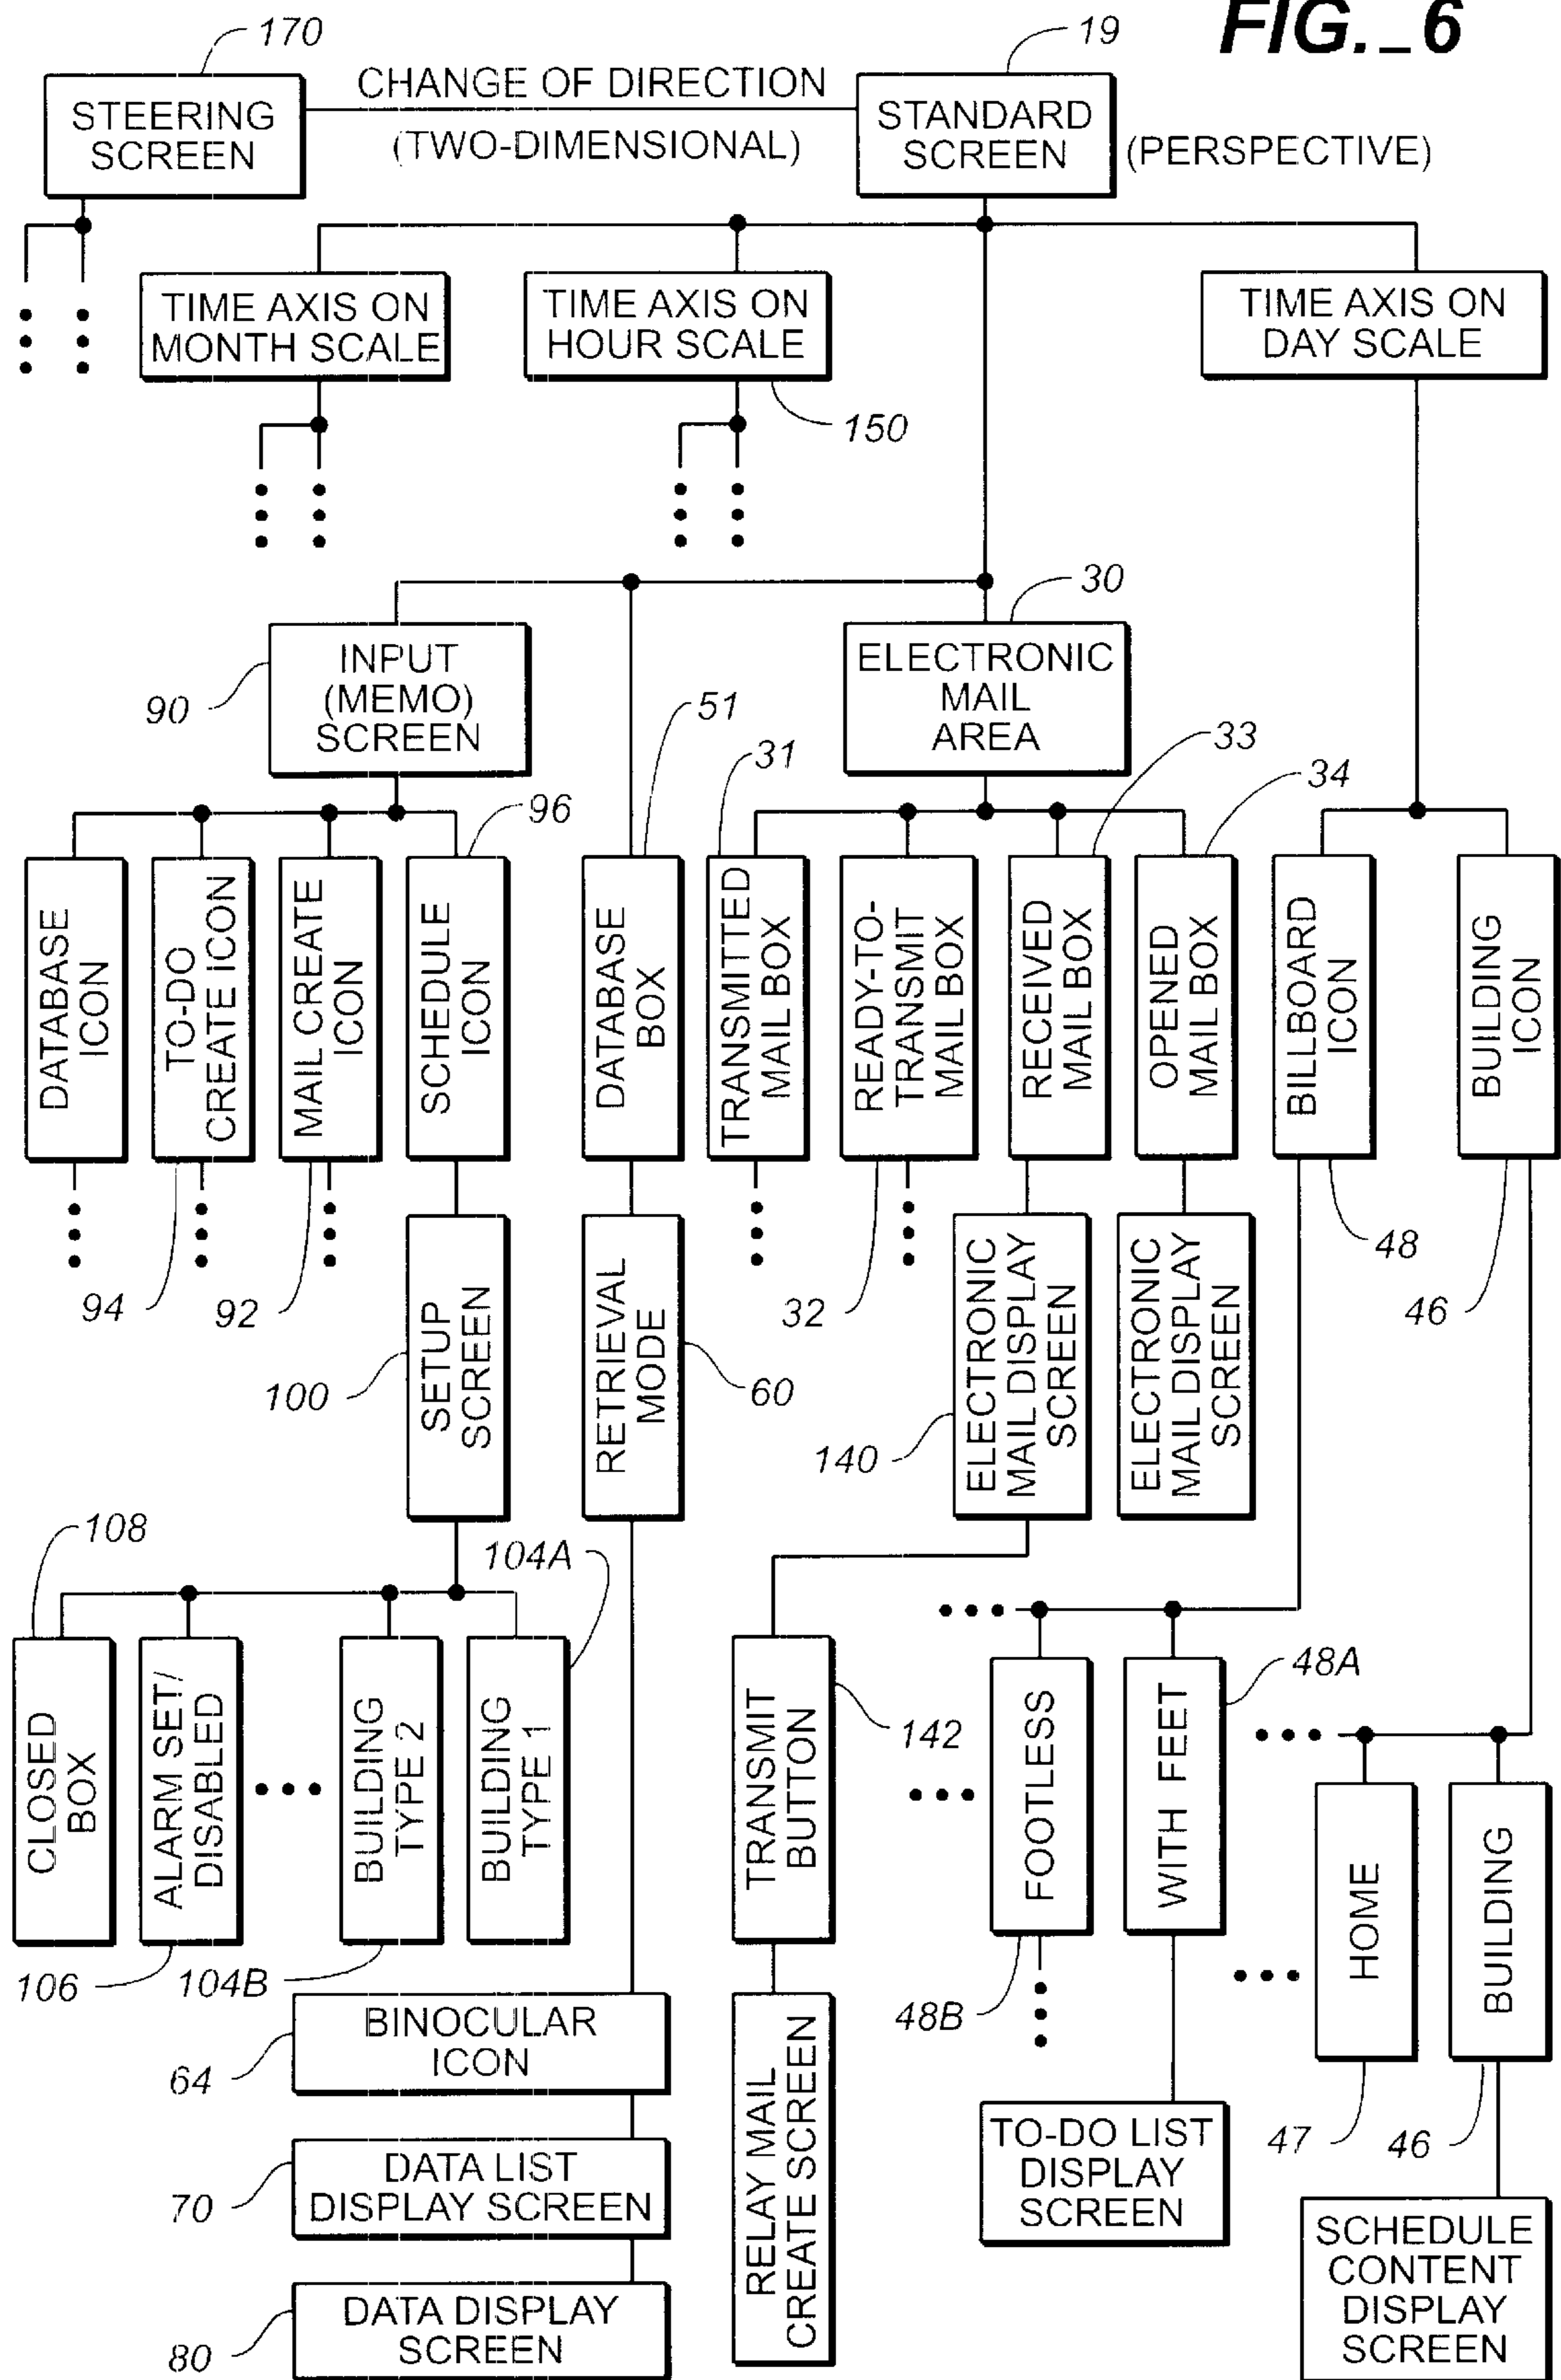 FIG._6
170
19
CHANGE OF DIRECTION
(TWO-DIMENSIONAL)
STEERING
SCREEN
STANDARD
SCREEN
(PERSPECTIVE)
TIME AXIS ON
MONTH SCALE
TIME AXIS ON
HOUR SCALE
150
TIME AXIS ON
DAY SCALE
30
INPUT
(MEMO)
SCREEN
90
ELECTRONIC
MAIL
AREA
51
31
33
34
96
DATABASE
ICON
TO-DO
CREATE ICON
MAIL CREATE
ICON
SCHEDULE
ICON
DATABASE
BOX
TRANSMITTED
MAIL BOX
READY-TO-
TRANSMIT
MAIL BOX
RECEIVED
MAIL BOX
OPENED
MAIL BOX
BILLBOARD
ICON
BUILDING
ICON
94
92
32
48
46
SETUP
SCREEN
100
RETRIEVAL
MODE
60
ELECTRONIC
MAIL DISPLAY
SCREEN
140
ELECTRONIC
MAIL DISPLAY
SCREEN
108
104A
CLOSED
BOX
ALARM SET/
DISABLED
BUILDING
TYPE 2
BUILDING
TYPE 1
106
104B
TRANSMIT
BUTTON
142
FOOTLESS
48B
WITH FEET
48A
HOME
47
BUILDING
46
BINOCULAR
ICON
64
DATA LIST
DISPLAY SCREEN
70
DATA DISPLAY
SCREEN
80
RELAY MAIL
CREATE SCREEN
TO-DO LIST
DISPLAY
SCREEN
SCHEDULE
CONTENT
DISPLAY
SCREEN